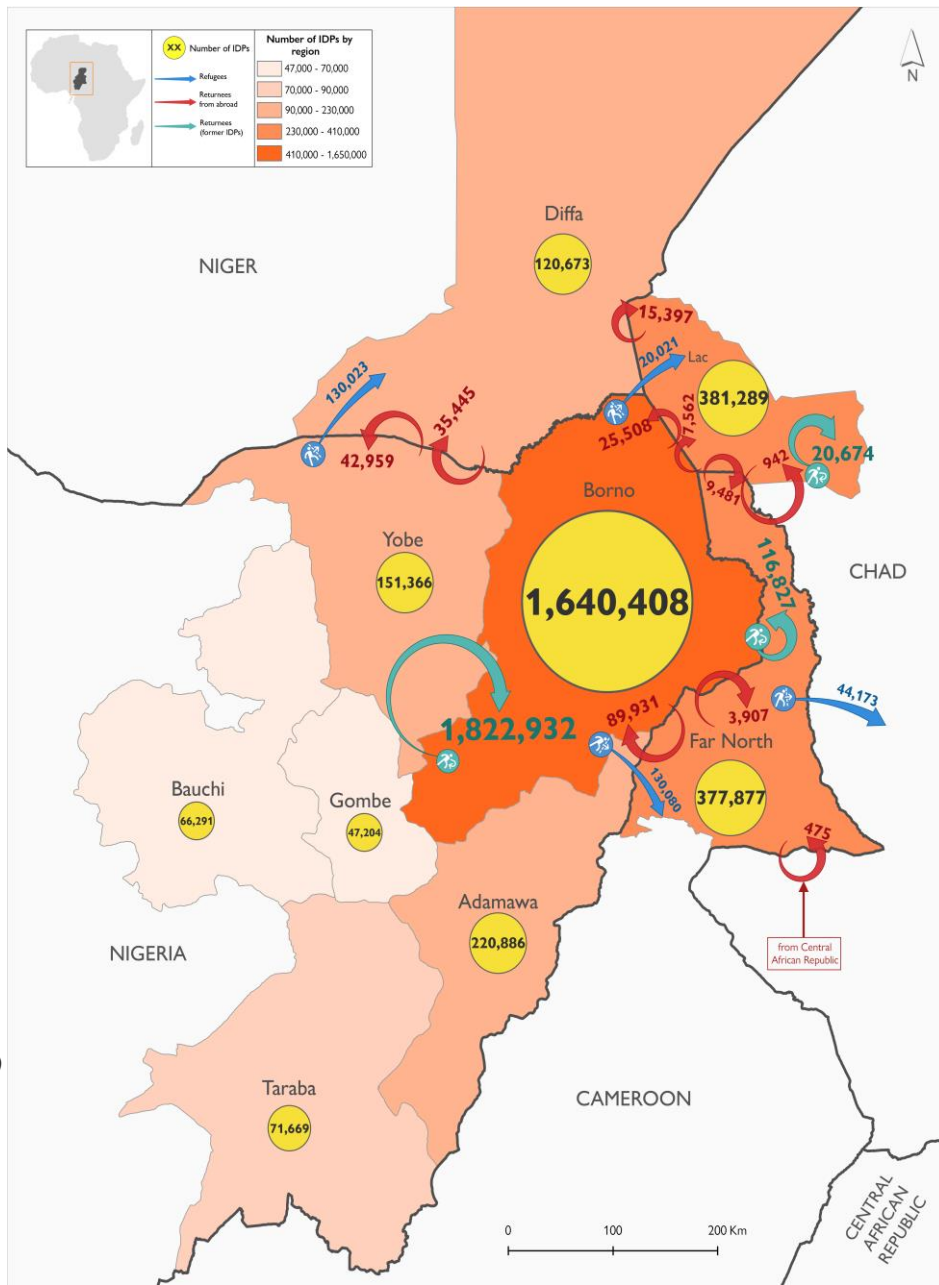 XX
Number of IDPs
Refugees
Returnees
from abroad
Returnees
(former IDPs)
Number of IDPs by
region
47,000 - 70,000
70,000 - 90,000
90,000 - 230,000
230,000 - 410,000
410,000 - 1,650,000
N
Diffa
120,673
NIGER
15,397
20,021
Lac
381,289
130,023
35,445
42,959
25,508
7,562
9,481
942
20,674
Borno
1,640,408
Yobe
151,366
116,827
CHAD
1,822,932
89,931
3,907
44,173
Far North
377,877
130,080
475
Bauchi
66,291
Gombe
47,204
Adamawa
220,886
NIGERIA
from Central
African Republic
Taraba
71,669
CAMEROON
CENTRAL
AFRICAN
REPUBLIC
0 100 200 Km